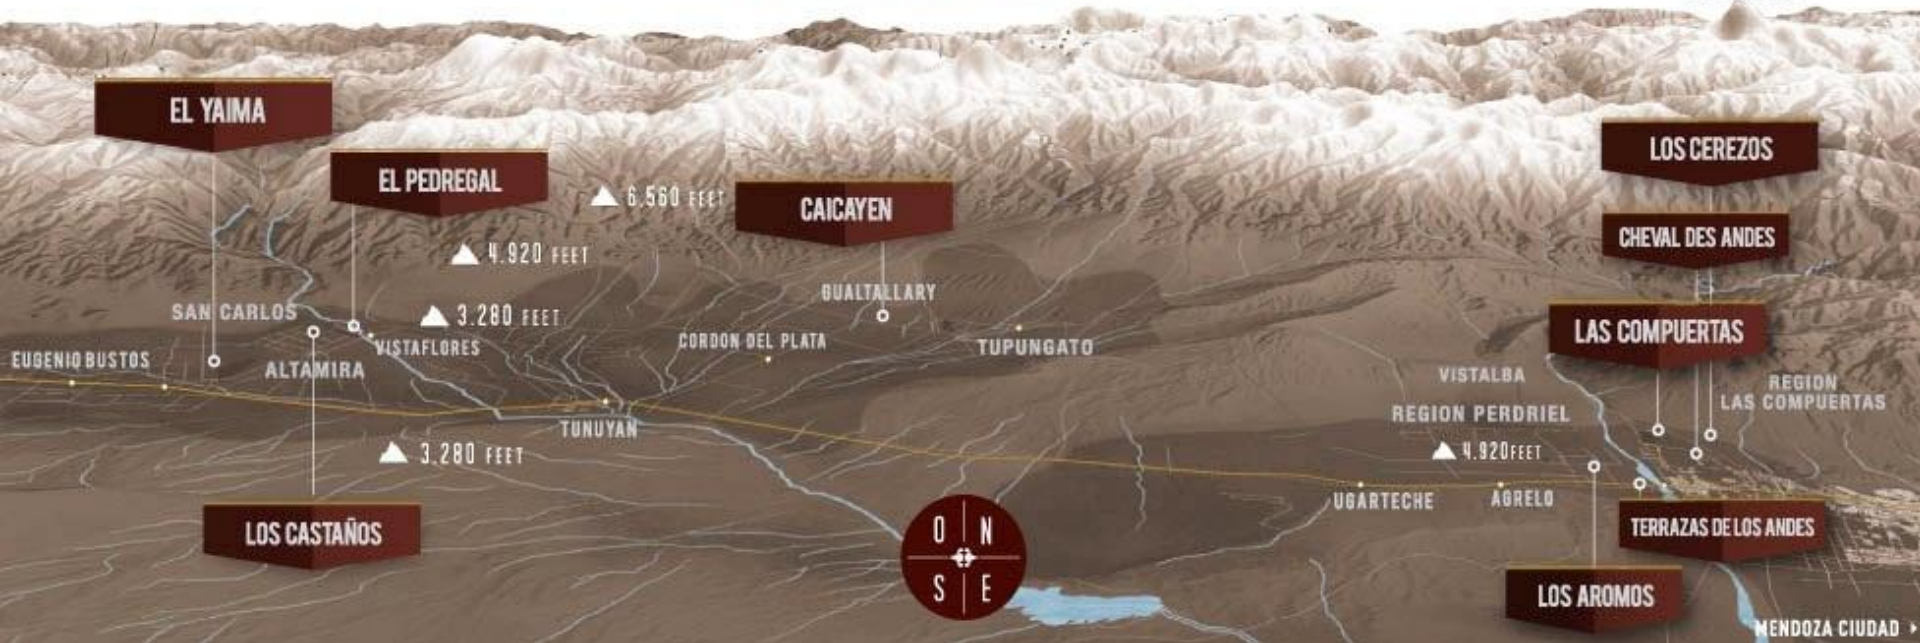 EL YAIMA
EL PEDREGAL
6.560 FEET
CAICAYEN
LOS CEREZOS
CHEVAL DES ANDES
4.920 FEET
GUALTALLARY
SAN CARLOS
3.280 FEET
LAS COMPUERTAS
EUGENIO BUSTOS
ALTAMIRA
VISTAFLORES
CORDON DEL PLATA
TUPUNGATO
VISTALBA
REGION
LAS COMPUERTAS
REGION PERDRIEL
TUNUYAN
3.280 FEET
4.920 FEET
UGARTECHE
AGRELO
LOS CASTAÑOS
O N
S E
TERRAZAS DE LOS ANDES
LOS AROMOS
MENDOZA CIUDAD